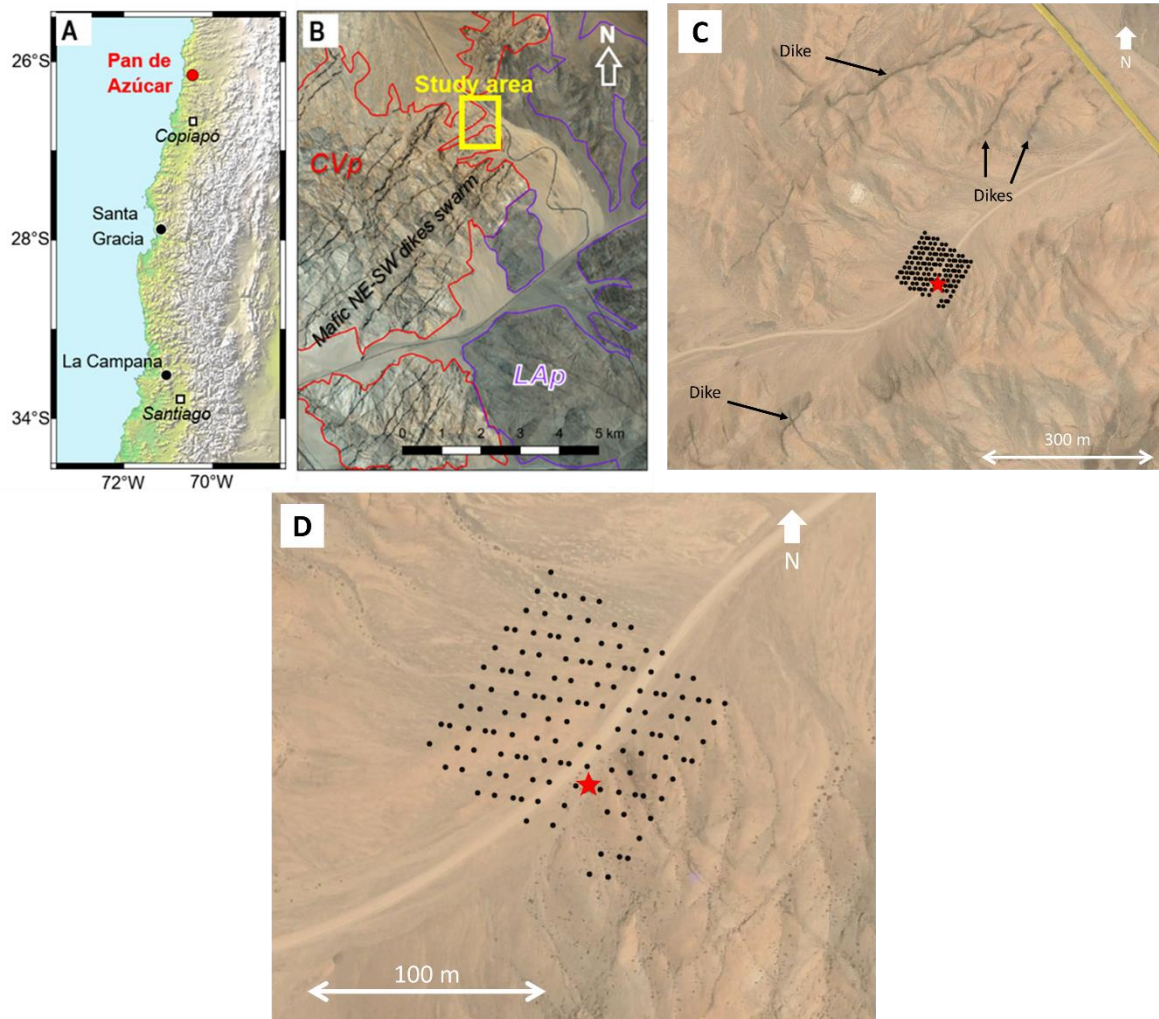 A
26°S
Pan de
Azúcar
Copiapó
Santa
Gracia
28°S
La Campana
Santiago
34°S
72°W 70°W
B
N
Study area
CVp
Mafic NE-SW dikes swarm
LAp
0 1 2 3 4 5 km
C
N
Dike
Dikes
Dike
300 m
D
N
100 m